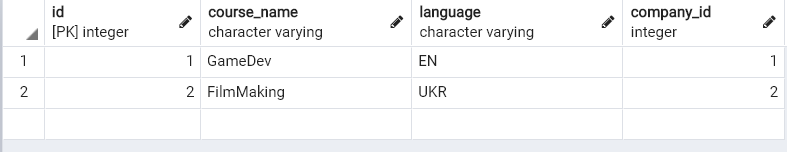 id course_name language company_id
[PK] integer character varying character varying integer
1 1 GameDev EN 1
2 2 FilmMaking UKR 2